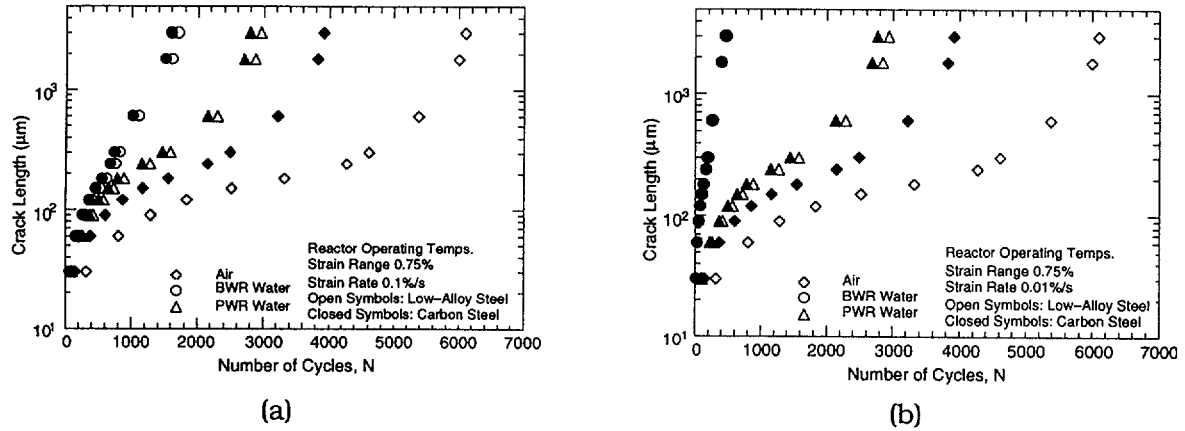 10³
10²
10¹
Crack Length (μm)
0 1000 2000 3000 4000 5000 6000 7000
Number of Cycles, N
Air
BWR Water
PWR Water
Reactor Operating Temps.
Strain Range 0.75%
Strain Rate 0.1%/s
Open Symbols: Low–Alloy Steel
Closed Symbols: Carbon Steel
(a)
10³
10²
10¹
Crack Length (μm)
0 1000 2000 3000 4000 5000 6000 7000
Number of Cycles, N
Air
BWR Water
PWR Water
Reactor Operating Temps.
Strain Range 0.75%
Strain Rate 0.01%/s
Open Symbols: Low–Alloy Steel
Closed Symbols: Carbon Steel
(b)